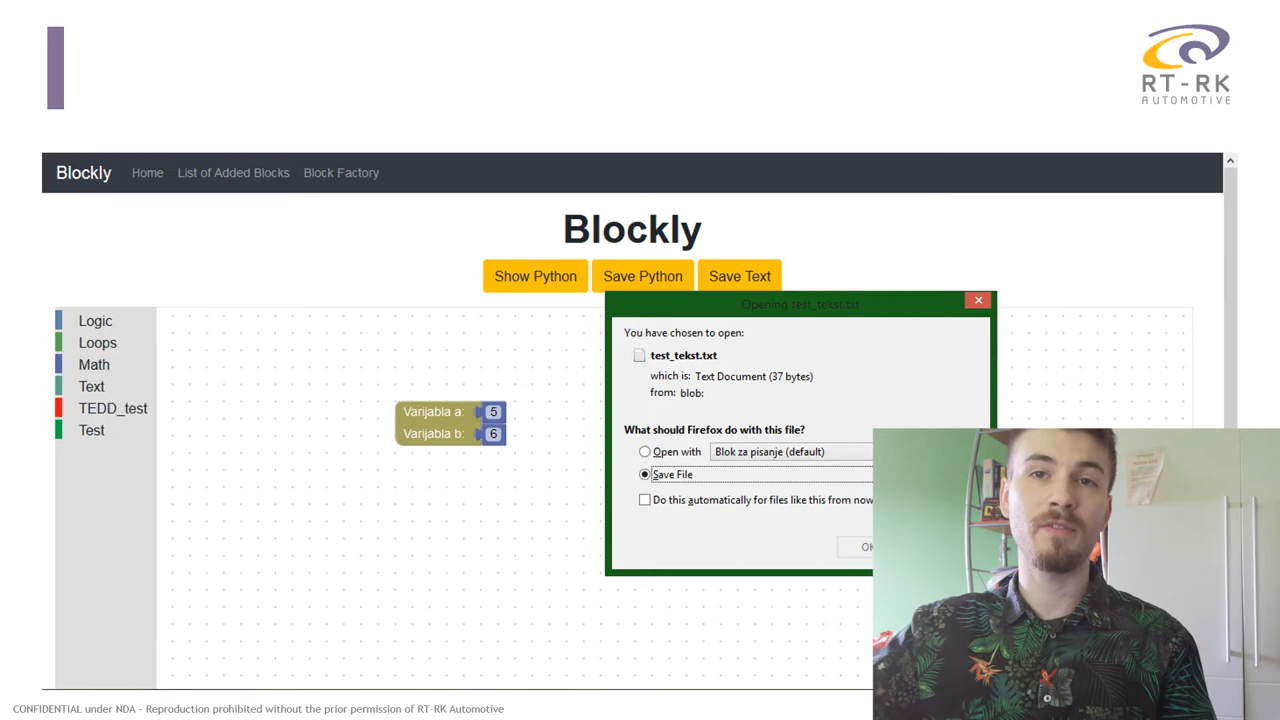 RT-RK
AUTOMOTIVE
Blockly Home List of Added Blocks Block Factory
Blockly
Show Python Save Python Save Text
Opening test_tekst.txt
Logic
Loops
Math
Text
TEDD_test
Test
Varijabla a: 5
Varijabla b: 6
You have chosen to open:
test_tekst.txt
which is: Text Document (37 bytes)
from: blob:
What should Firefox do with this file?
Open with Blok za pisanje (default)
Save File
Do this automatically for files like this from now
OK
CONFIDENTIAL under NDA – Reproduction prohibited without the prior permission of RT-RK Automotive